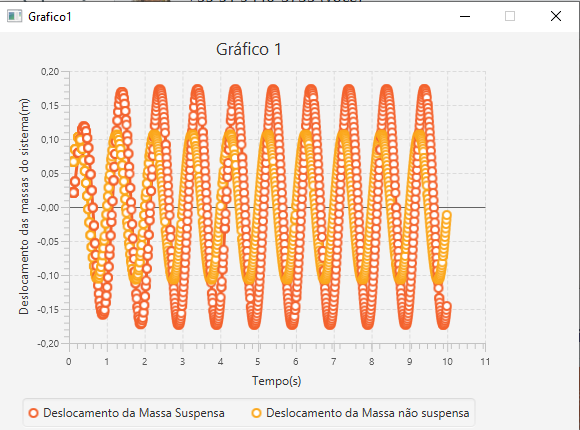 Grafico1
Gráfico 1
Deslocamento das massas do sistema(m)
0,20
0,15
0,10
0,05
-0,00
-0,05
-0,10
-0,15
-0,20
0 1 2 3 4 5 6 7 8 9 10 11
Tempo(s)
Deslocamento da Massa Suspensa Deslocamento da Massa não suspensa